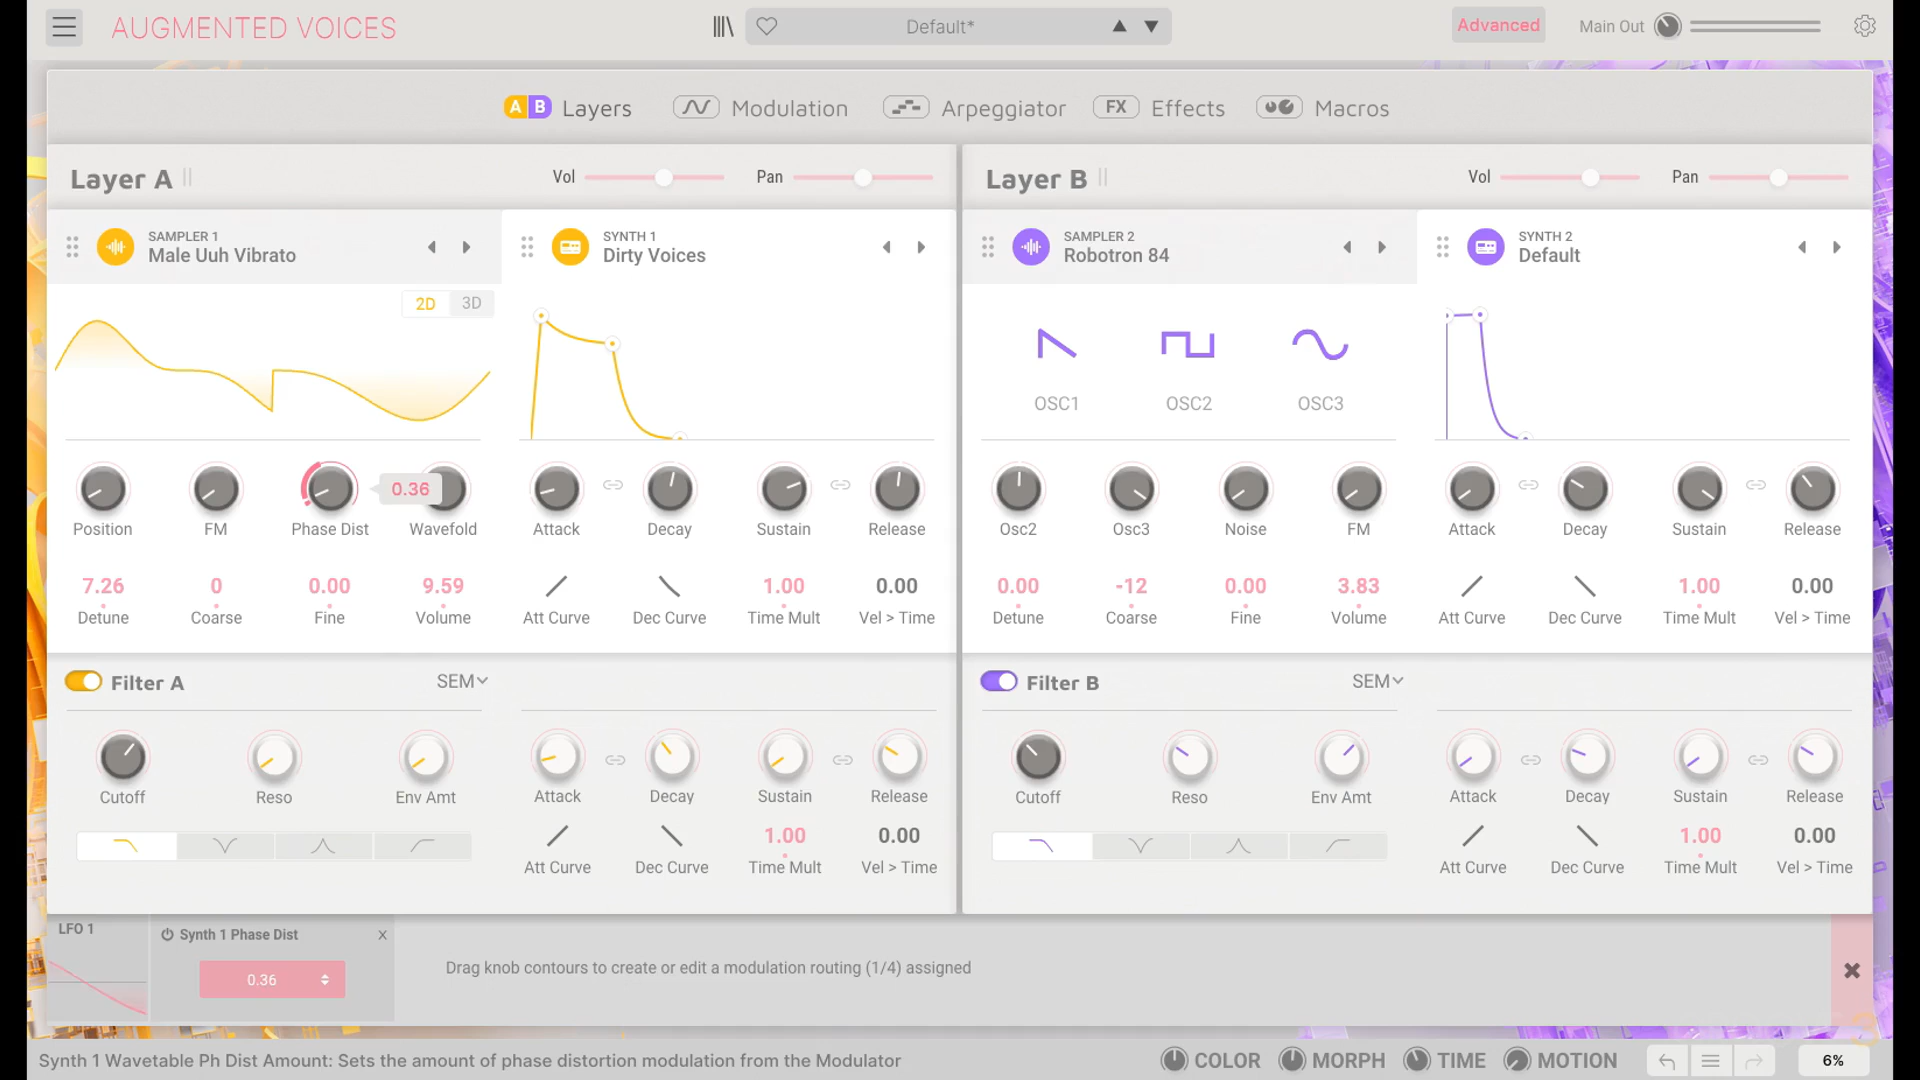 AUGMENTED VOICES
Default*
Advanced
Main Out
A B Layers
Modulation
Arpeggiator
FX Effects
Macros
Layer A
Vol
Pan
Layer B
Vol
Pan
SAMPLER 1
Male Uuh Vibrato
SYNTH 1
Dirty Voices
SAMPLER 2
Robotron 84
SYNTH 2
Default
2D 3D
OSC1 OSC2 OSC3
0.36
Position FM Phase Dist Wavefold Attack Decay Sustain Release
Osc2 Osc3 Noise FM Attack Decay Sustain Release
7.26 0 0.00 9.59 1.00 0.00
Detune Coarse Fine Volume Att Curve Dec Curve Time Mult Vel > Time
0.00 -12 0.00 3.83 1.00 0.00
Detune Coarse Fine Volume Att Curve Dec Curve Time Mult Vel > Time
Filter A SEM
Filter B SEM
Cutoff Reso Env Amt Attack Decay Sustain Release
Cutoff Reso Env Amt Attack Decay Sustain Release
1.00 0.00
Att Curve Dec Curve Time Mult Vel > Time
1.00 0.00
Att Curve Dec Curve Time Mult Vel > Time
LFO 1
Synth 1 Phase Dist X
0.36
Drag knob contours to create or edit a modulation routing (1/4) assigned
Synth 1 Wavetable Ph Dist Amount: Sets the amount of phase distortion modulation from the Modulator
COLOR MORPH TIME MOTION
6%